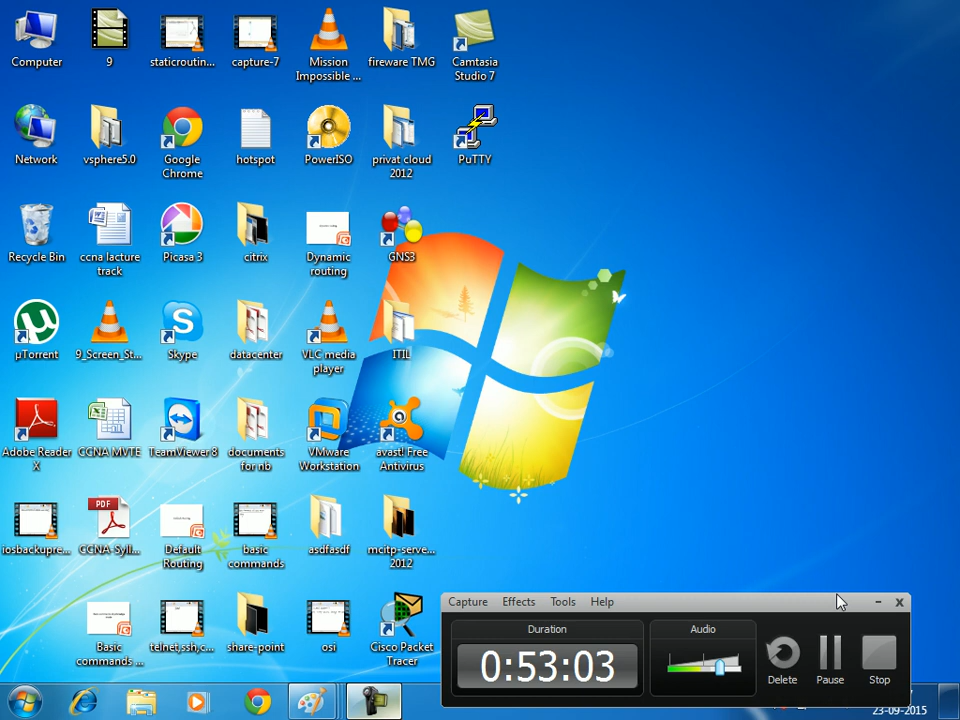 Computer
9
staticroutin...
capture-7
Mission
Impossible ...
fireware TMG
Camtasia
Studio 7
Network
vsphere5.0
Google
Chrome
hotspot
PowerISO
privat cloud
2012
PuTTY
Recycle Bin
ccna lacture
track
Picasa 3
citrix
Dynamic
routing
GNS3
µTorrent
9_Screen_St...
Skype
datacenter
VLC media
player
ITIL
Adobe Reader
X
CCNA MVTE
TeamViewer 8
documents
for nb
VMware
Workstation
avast! Free
Antivirus
iosbackupre...
PDF
CCNA-Syll...
Default
Routing
basic
commands
asdfasdf
mcitp-serve...
2012
Basic
commands ...
telnet,ssh,c...
share-point
osi
Cisco Packet
Tracer
Capture Effects Tools Help
Duration
0:53:03
Audio
Delete
Pause
Stop
23-09-2015